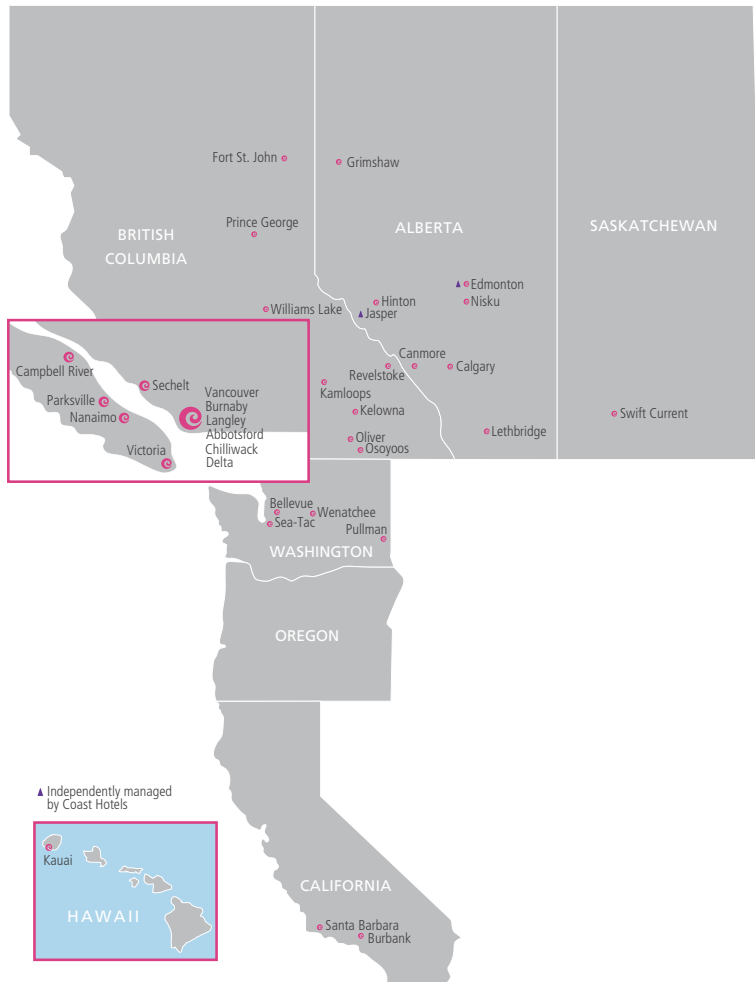 Fort St. John
Grimshaw
Prince George
BRITISH
COLUMBIA
ALBERTA
SASKATCHEWAN
Edmonton
Nisku
Hinton
Jasper
Williams Lake
Canmore
Calgary
Revelstoke
Kamloops
Kelowna
Swift Current
Lethbridge
Oliver
Osoyoos
Campbell River
Sechelt
Parksville
Nanaimo
Victoria
Vancouver
Burnaby
Langley
Abbotsford
Chilliwack
Delta
Bellevue
Wenatchee
Sea-Tac
Pullman
WASHINGTON
OREGON
Independently managed
by Coast Hotels
Kauai
HAWAII
CALIFORNIA
Santa Barbara
Burbank